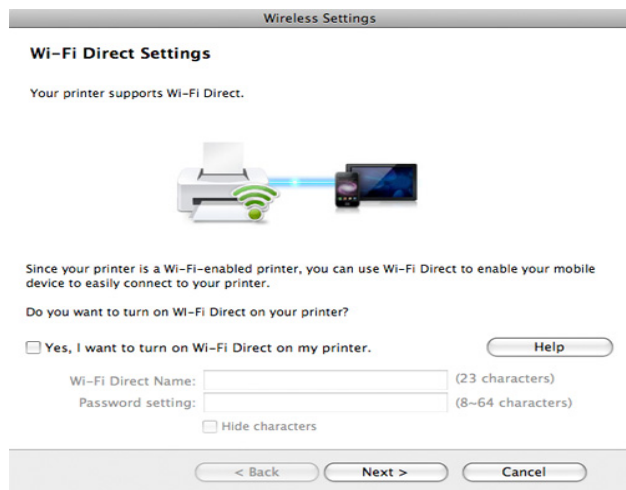 Wireless Settings
Wi-Fi Direct Settings
Your printer supports Wi-Fi Direct.
Since your printer is a Wi-Fi-enabled printer, you can use Wi-Fi Direct to enable your mobile
device to easily connect to your printer.
Do you want to turn on WI-Fi Direct on your printer?
Yes, I want to turn on Wi-Fi Direct on my printer.
Help
Wi-Fi Direct Name:
(23 characters)
Password setting:
(8~64 characters)
Hide characters
< Back
Next >
Cancel